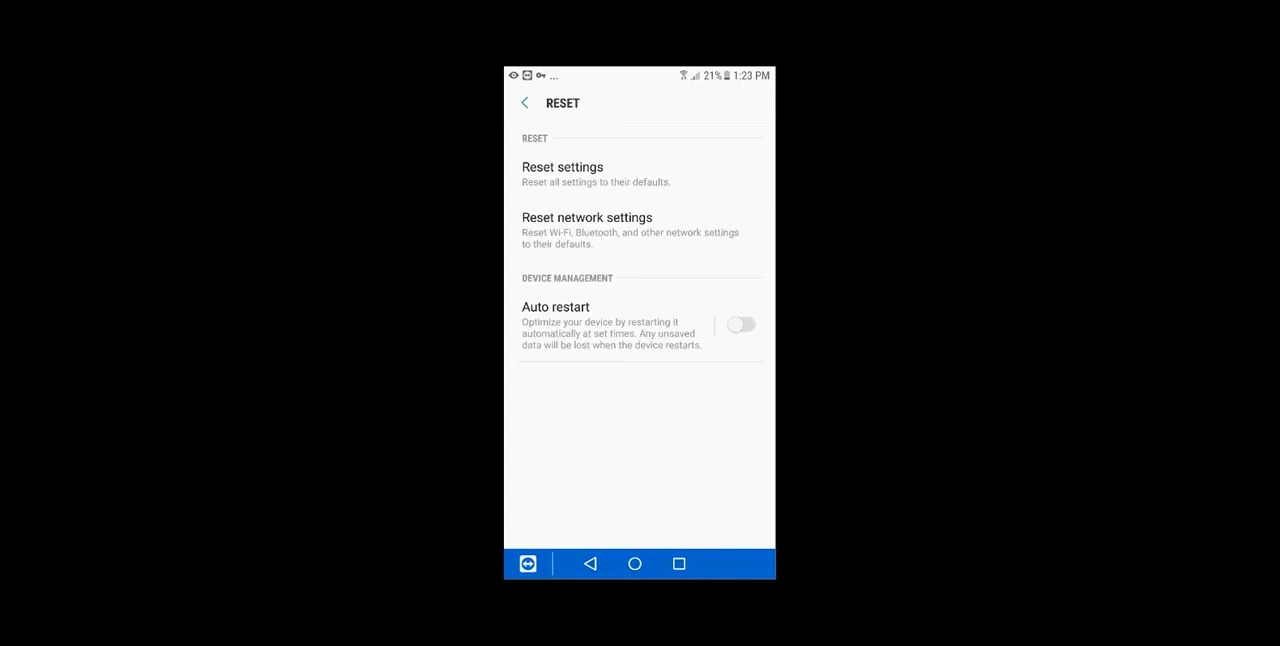 ... 21% 1:23 PM
RESET
RESET
Reset settings
Reset all settings to their defaults.
Reset network settings
Reset Wi-Fi, Bluetooth, and other network settings
to their defaults.
DEVICE MANAGEMENT
Auto restart
Optimize your device by restarting it
automatically at set times. Any unsaved
data will be lost when the device restarts.